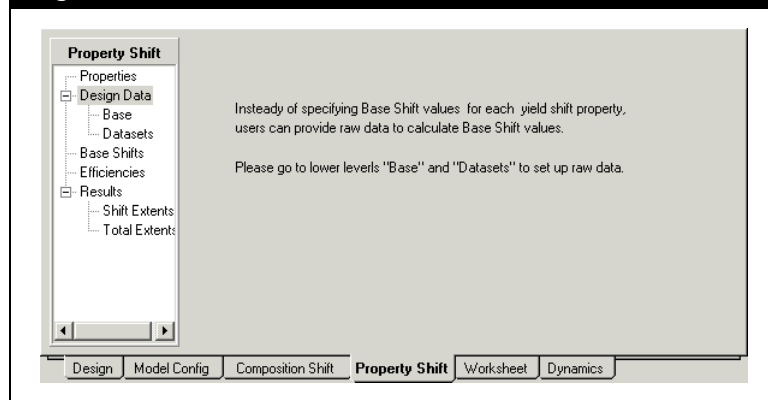 Property Shift
Properties
Design Data
Base
Datasets
Base Shifts
Efficiencies
Results
Shift Extents
Total Extents
Insteady of specifying Base Shift values for each yield shift property,
users can provide raw data to calculate Base Shift values.
Please go to lower leverls "Base" and "Datasets" to set up raw data.
Design Model Config Composition Shift Property Shift Worksheet Dynamics